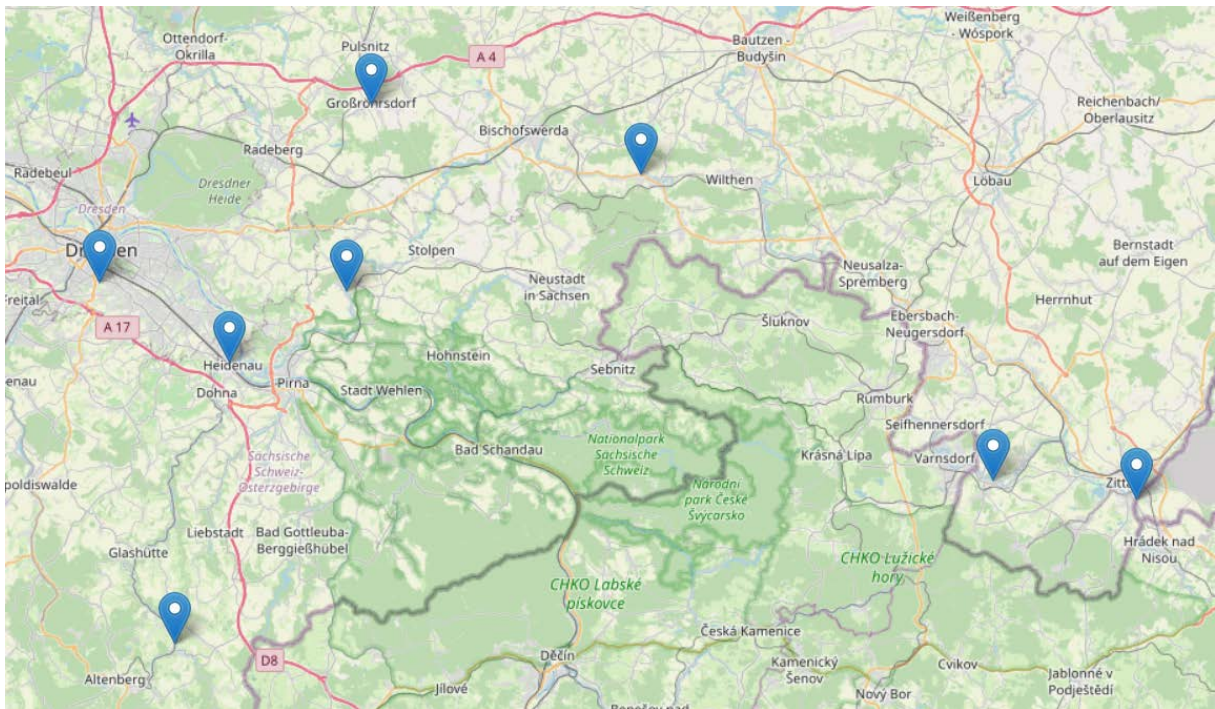 Ottendorf-
Okrilla
Pulsnitz
A 4
Bautzen -
Budyšin
Weißenberg
- Wóspork
Großröhrsdorf
Reichenbach/
Oberlausitz
Bischofswerda
Radeberg
Radebeul
Dresdner
Heide
Wilthen
Löbau
Dresden
Stolpen
Bernstadt
auf dem Eigen
Neustadt
in Sachsen
Neusalza-
Spremberg
Freital
Herrnhut
A 17
Šluknov
Ebersbach-
Neugersdorf
Heidenau
Hohnstein
Sebnitz
Dohna
Pirna
Stadt Wehlen
Rumburk
Seifhennersdorf
Bad Schandau
Nationalpark
Sächsische
Schweiz
Krásná Lípa
Varnsdorf
Sächsische
Schweiz-
Osterzgebirge
Národní
park České
Švýcarsko
poldiswalde
Liebstadt
Bad Gottleuba-
Berggießhübel
Glashütte
Hrádek nad
Nisou
CHKO Lužické
hory
CHKO Labské
pískovce
Česká Kamenice
D8
Děčín
Altenberg
Kamenický
Šenov
Cvikov
Jablonné v
Podještědí
Jílové
Nový Bor